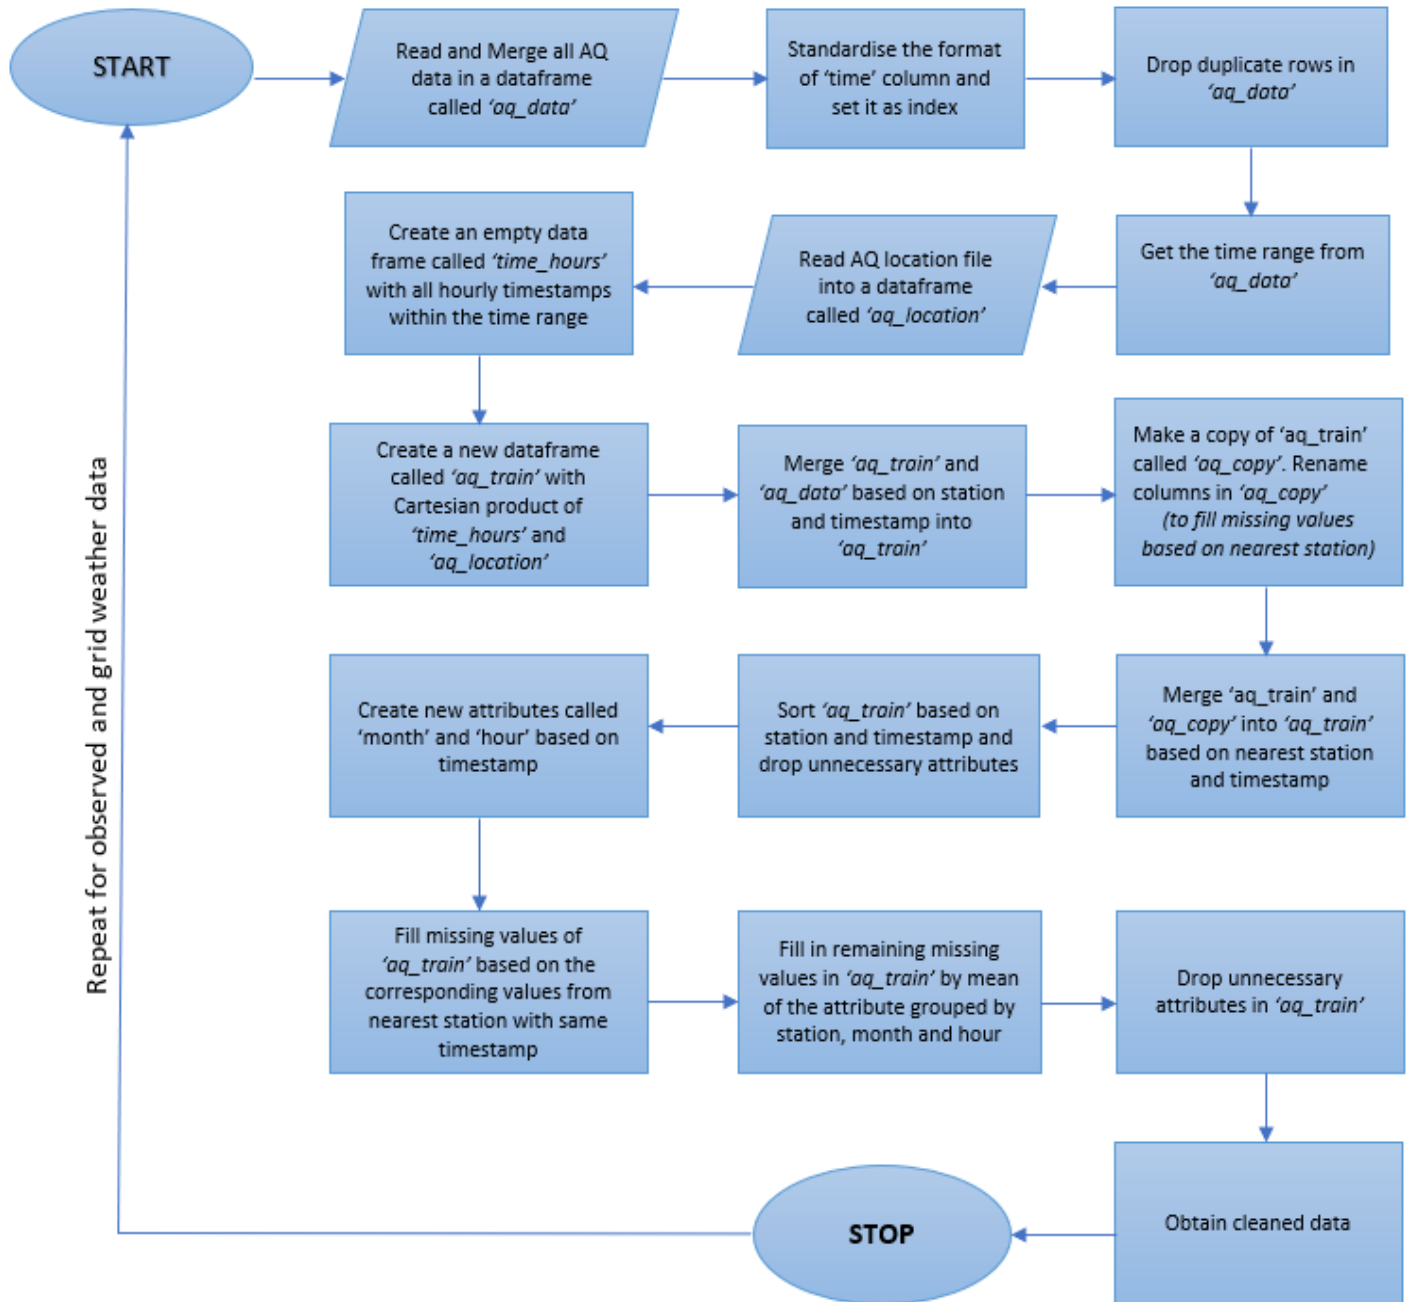 START
Read and Merge all AQ
data in a dataframe
called ‘aq_data’
Standardise the format
of ‘time’ column and
set it as index
Drop duplicate rows in
‘aq_data’
Get the time range from
‘aq_data’
Read AQ location file
into a dataframe
called ‘aq_location’
Create an empty data
frame called ‘time_hours’
with all hourly timestamps
within the time range
Create a new dataframe
called ‘aq_train’ with
Cartesian product of
‘time_hours’ and
‘aq_location’
Merge ‘aq_train’ and
‘aq_data’ based on station
and timestamp into
‘aq_train’
Make a copy of ‘aq_train’
called ‘aq_copy’. Rename
columns in ‘aq_copy’
(to fill missing values
based on nearest station)
Merge ‘aq_train’ and
‘aq_copy’ into ‘aq_train’
based on nearest station
and timestamp
Sort ‘aq_train’ based on
station and timestamp and
drop unnecessary attributes
Create new attributes called
‘month’ and ‘hour’ based on
timestamp
Fill missing values of
‘aq_train’ based on the
corresponding values from
nearest station with same
timestamp
Fill in remaining missing
values in ‘aq_train’ by mean
of the attribute grouped by
station, month and hour
Drop unnecessary
attributes in ‘aq_train’
Obtain cleaned data
STOP
Repeat for observed and grid weather data